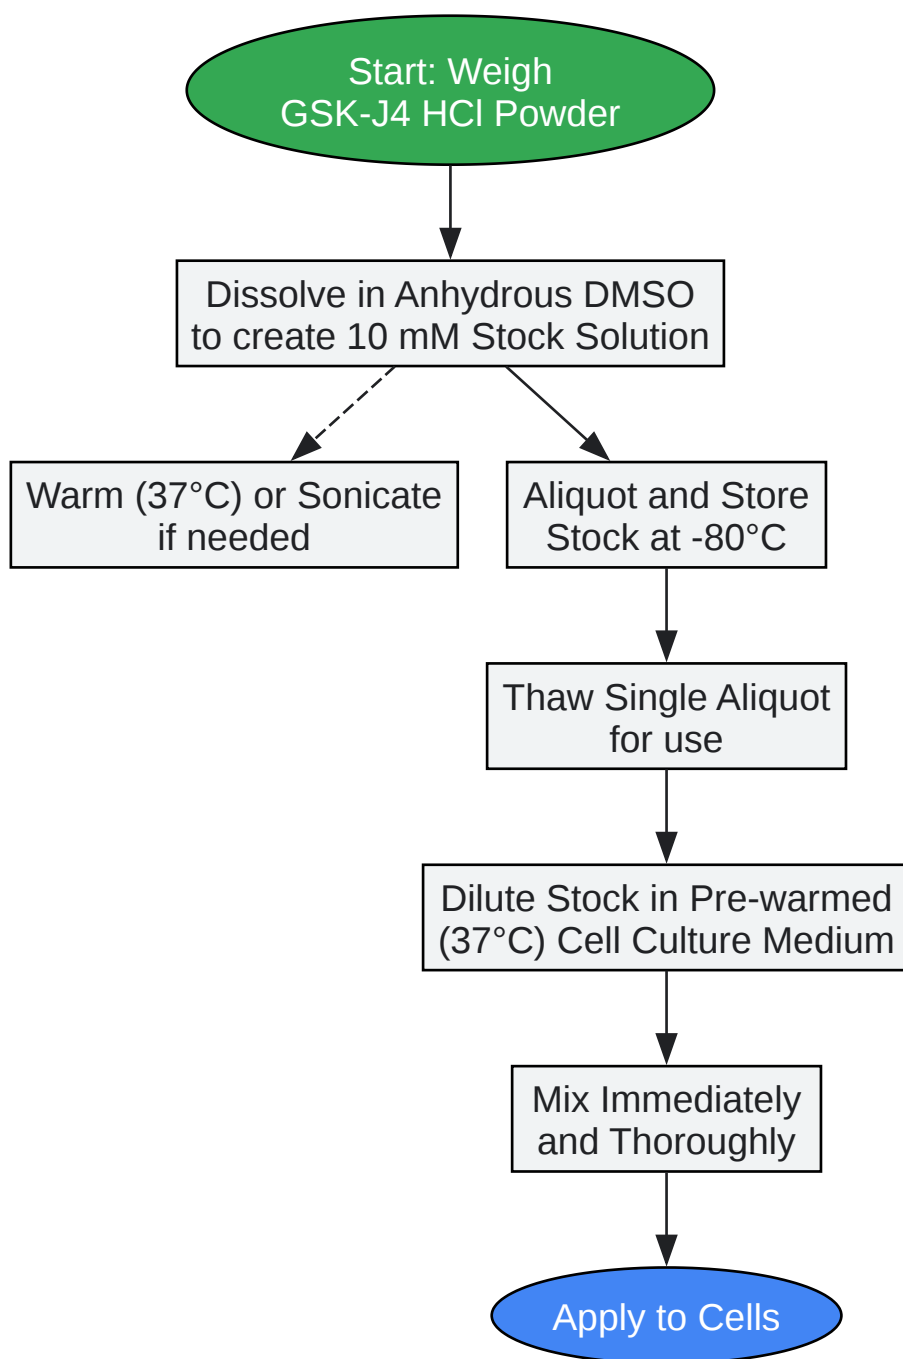 Start: Weigh
GSK-J4 HCl Powder
Dissolve in Anhydrous DMSO
to create 10 mM Stock Solution
Warm (37°C) or Sonicate
if needed
Aliquot and Store
Stock at -80°C
Thaw Single Aliquot
for use
Dilute Stock in Pre-warmed
(37°C) Cell Culture Medium
Mix Immediately
and Thoroughly
Apply to Cells